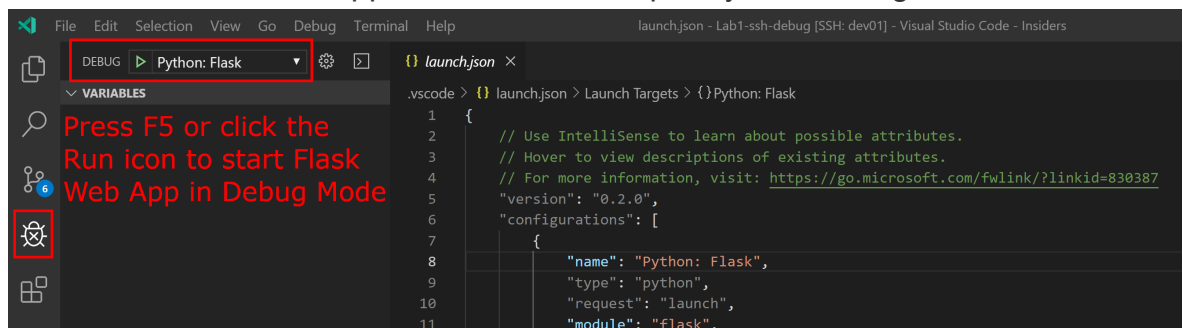 File Edit Selection View Go Debug Terminal Help launch.json - Lab1-ssh-debug [SSH: dev01] - Visual Studio Code - Insiders
DEBUG Python: Flask
{} launch.json ×
VARIABLES
.vscode > {} launch.json > Launch Targets > {} Python: Flask
Press F5 or click the
Run icon to start Flask
Web App in Debug Mode
6
1 {
2 // Use IntelliSense to learn about possible attributes.
3 // Hover to view descriptions of existing attributes.
4 // For more information, visit: https://go.microsoft.com/fwlink/?linkid=830387
5 "version": "0.2.0",
6 "configurations": [
7 {
8 "name": "Python: Flask",
9 "type": "python",
10 "request": "launch",
11 "module": "flask",